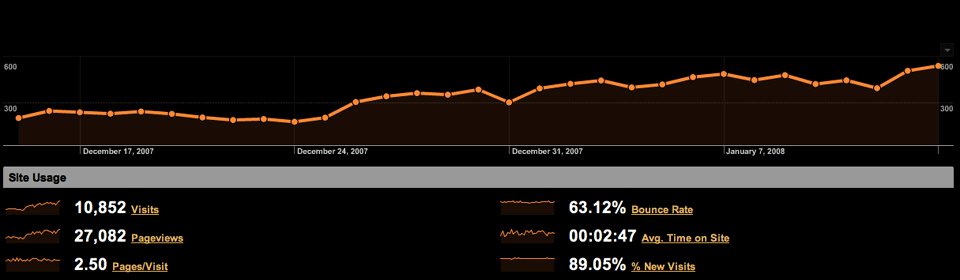 600 600
300 300
December 17, 2007 December 24, 2007 December 31, 2007 January 7, 2008
Site Usage
10,852 Visits 63.12% Bounce Rate
27,082 Pageviews 00:02:47 Avg. Time on Site
2.50 Pages/Visit 89.05% % New Visits